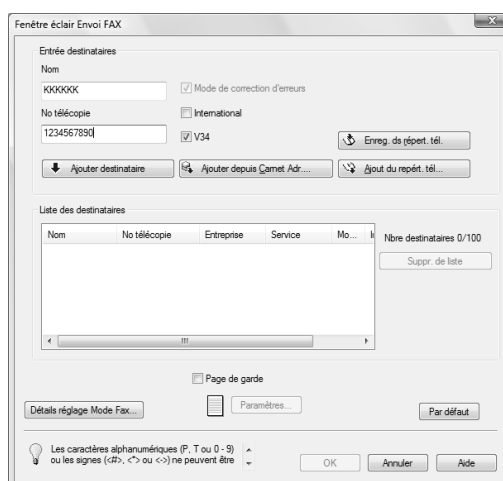 Fenêtre éclair Envoi FAX
Entrée destinataires
Nom
KKKKKK
Mode de correction d'erreurs
No télécopie
International
1234567890
V34
Enreg. ds répert. tél.
Ajouter destinataire
Ajouter depuis Carnet Adr....
Ajout du repért. tél...
Liste des destinataires
Nom No télécopie Entreprise Service Mo...
Nbre destinataires 0/100
Suppr. de liste
Page de garde
Détails réglage Mode Fax...
Paramètres...
Par défaut
Les caractères alphanumériques (P, T ou 0 - 9)
ou les signes (<#>, <*> ou <->) ne peuvent être
OK Annuler Aide